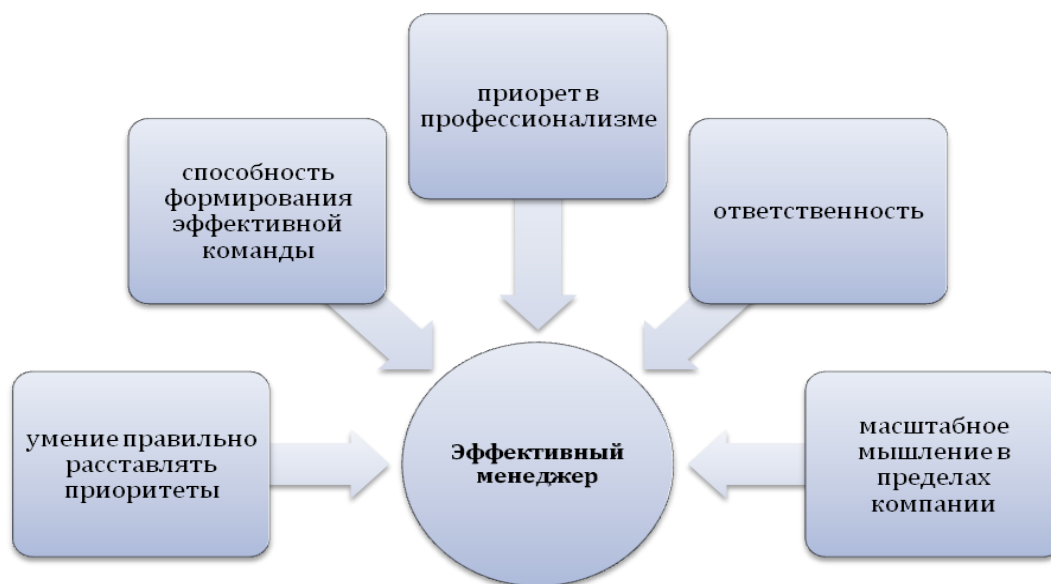 приорет в
профессионализме
способность
формирования
эффективной
команды
ответственность
умение правильно
расставлять
приоритеты
Эффективный
менеджер
масштабное
мышление в
пределах
компании